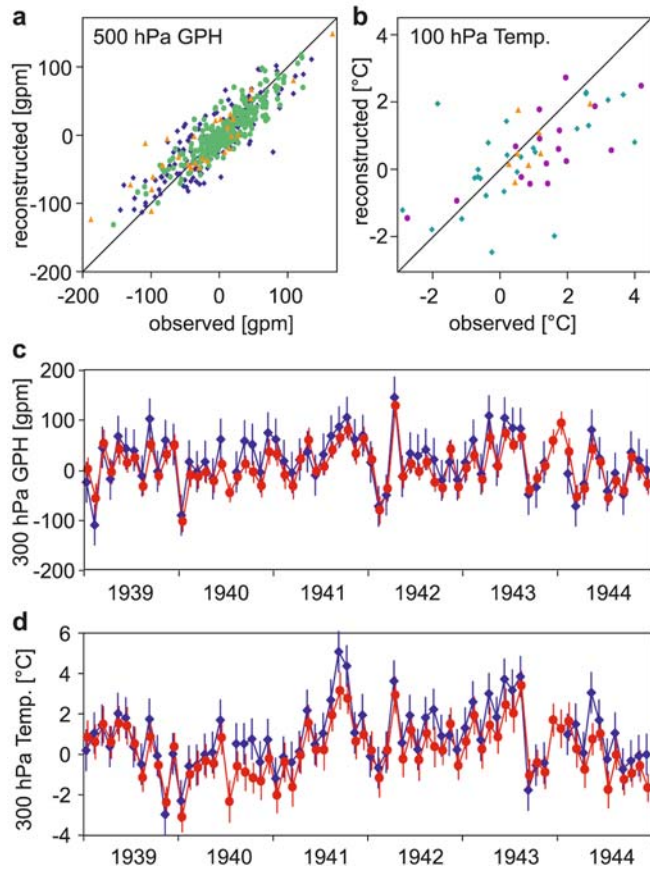 a
500 hPa GPH
reconstructed [gpm]
100
0
-100
-200
-200 -100 0 100
observed [gpm]
b
100 hPa Temp.
reconstructed [°C]
4
2
0
-2
-2 0 2 4
observed [°C]
c
300 hPa GPH [gpm]
200
100
0
-100
-200
1939 1940 1941 1942 1943 1944
d
300 hPa Temp. [°C]
6
4
2
0
-2
-4
1939 1940 1941 1942 1943 1944